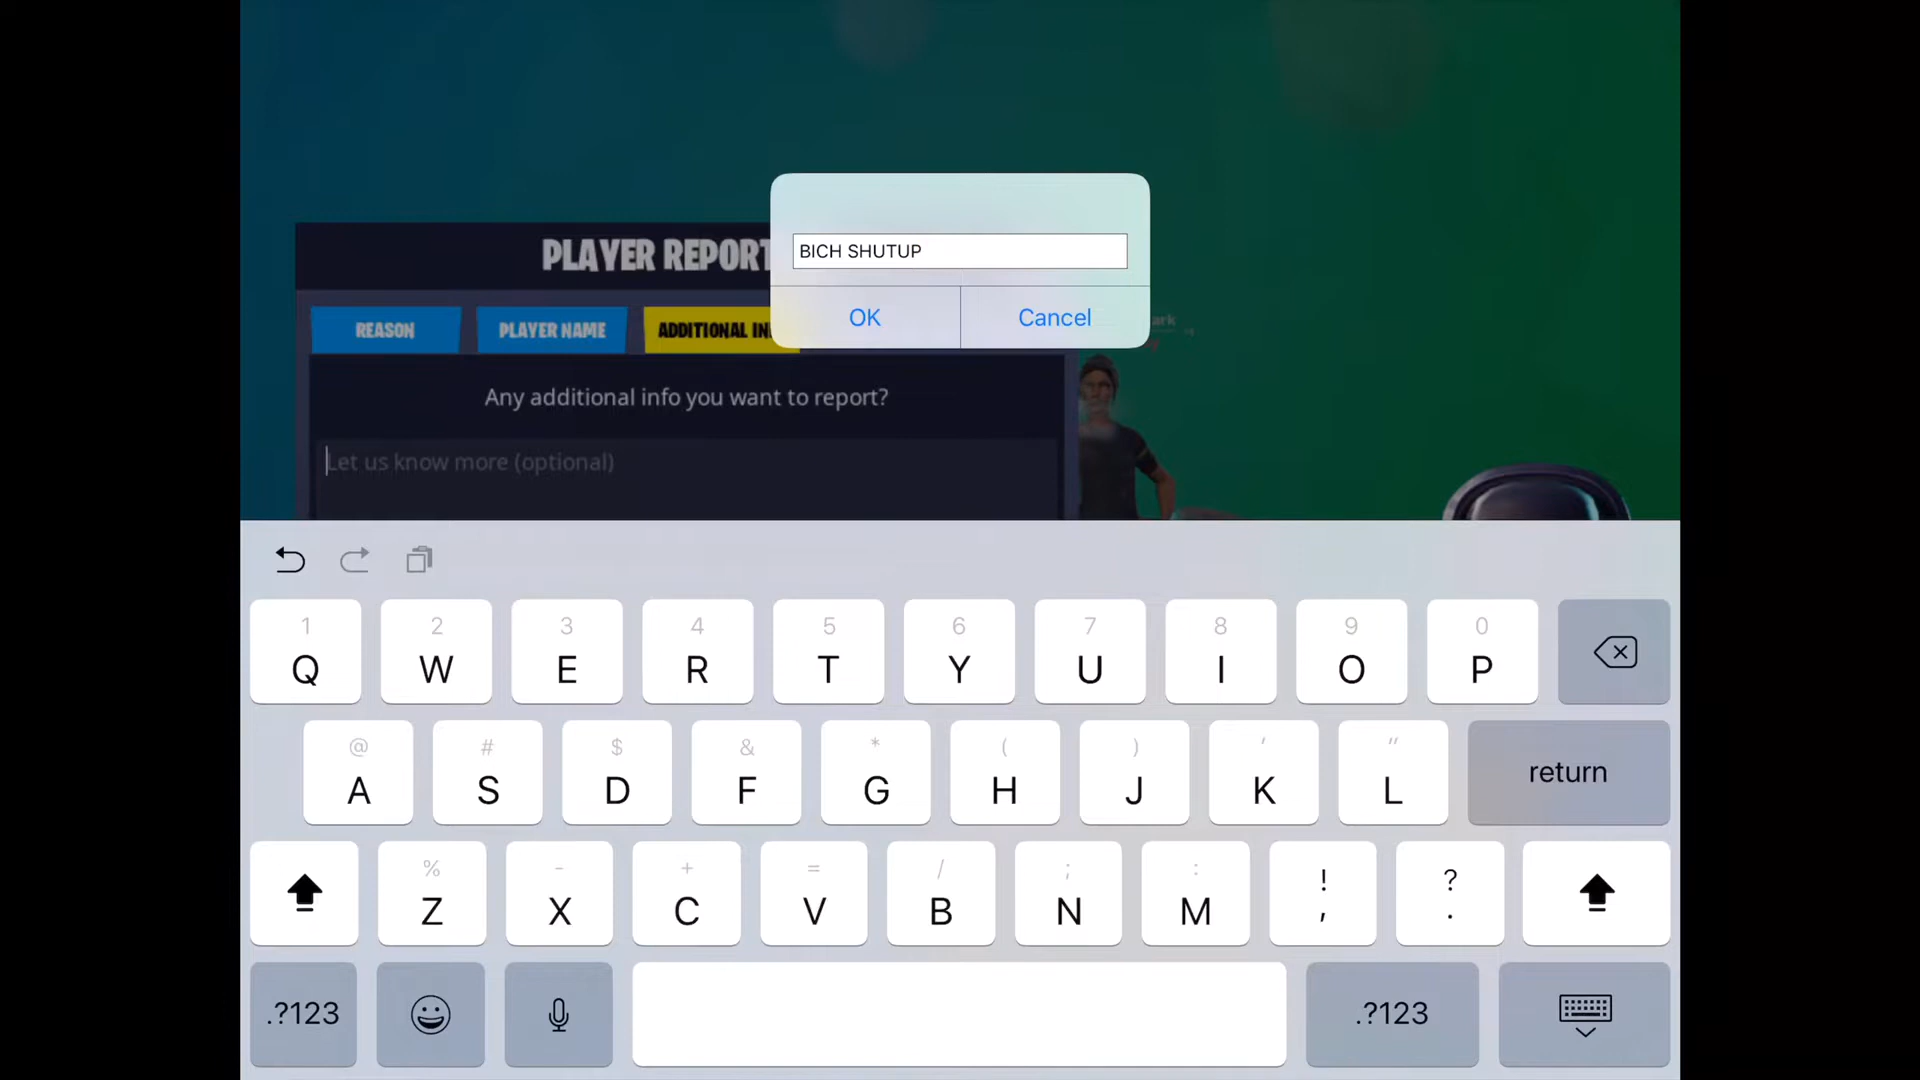 BICH SHUTUP
OK Cancel
PLAYER REPORT
REASON PLAYER NAME ADDITIONAL IN
ark
Any additional info you want to report?
Let us know more (optional)
1 2 3 4 5 6 7 8 9 0
Q W E R T Y U I O P
@ # $ & * ( ) ' "
A S D F G H J K L return
% - + = / ; : ! ?
Z X C V B N M , .
.?123 .?123